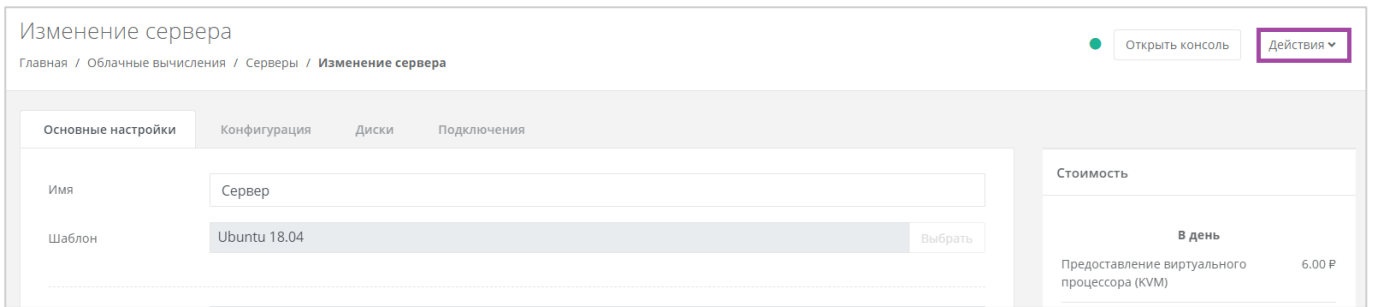 Изменение сервера
Главная / Облачные вычисления / Серверы / Изменение сервера
Открыть консоль
Действия
Основные настройки Конфигурация Диски Подключения
Имя
Сервер
Шаблон
Ubuntu 18.04
Выбрать
Стоимость
В день
Предоставление виртуального
процессора (KVM)
6.00 ₽